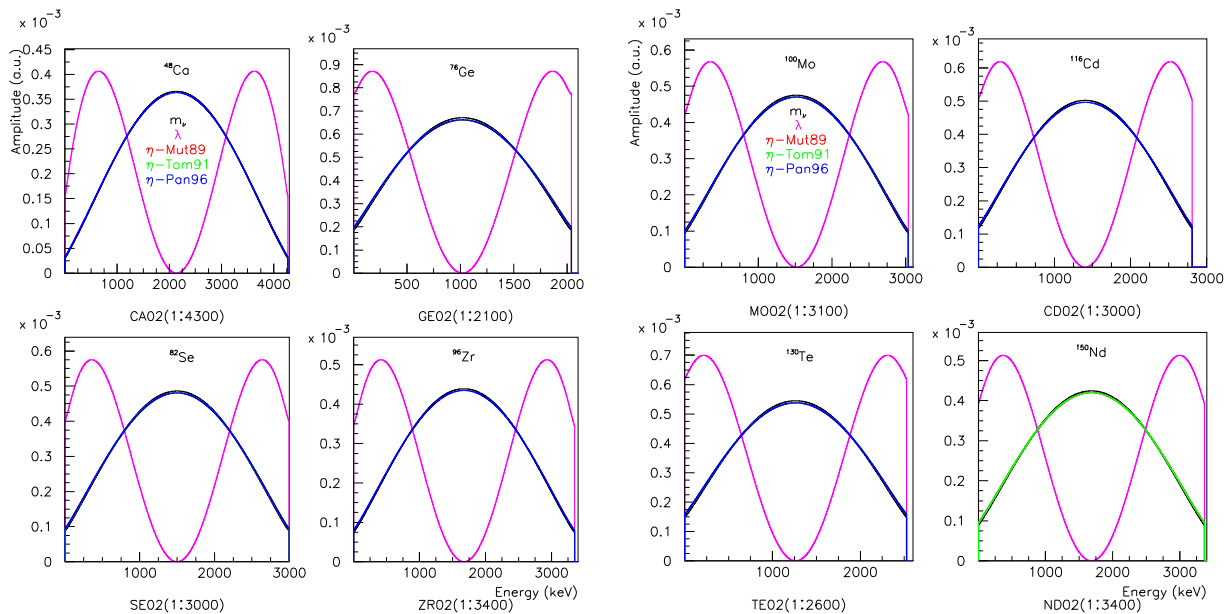 x 10⁻³
Amplitude (a.u.)
0.45
0.4
0.35
0.3
0.25
0.2
0.15
0.1
0.05
0
⁴⁸Ca
mᵥ
λ
η-Mut89
η-Tom91
η-Pan96
1000 2000 3000 4000
CA02(1:4300)
x 10⁻³
1
0.9
0.8
0.7
0.6
0.5
0.4
0.3
0.2
0.1
0
⁷⁶Ge
500 1000 1500 2000
GE02(1:2100)
x 10⁻³
Amplitude (a.u.)
0.6
0.5
0.4
0.3
0.2
0.1
0
¹⁰⁰Mo
mᵥ
λ
η-Mut89
η-Tom91
η-Pan96
1000 2000 3000
MO02(1:3100)
x 10⁻³
0.6
0.5
0.4
0.3
0.2
0.1
0
¹¹⁶Cd
1000 2000 3000
CD02(1:3000)
x 10⁻³
0.6
0.5
0.4
0.3
0.2
0.1
0
⁸²Se
1000 2000 3000
SE02(1:3000)
x 10⁻³
0.5
0.4
0.3
0.2
0.1
0
⁹⁶Zr
1000 2000 3000
Energy (keV)
ZR02(1:3400)
x 10⁻³
0.7
0.6
0.5
0.4
0.3
0.2
0.1
0
¹³⁰Te
1000 2000
TE02(1:2600)
x 10⁻³
0.5
0.4
0.3
0.2
0.1
0
¹⁵⁰Nd
1000 2000 3000
Energy (keV)
ND02(1:3400)